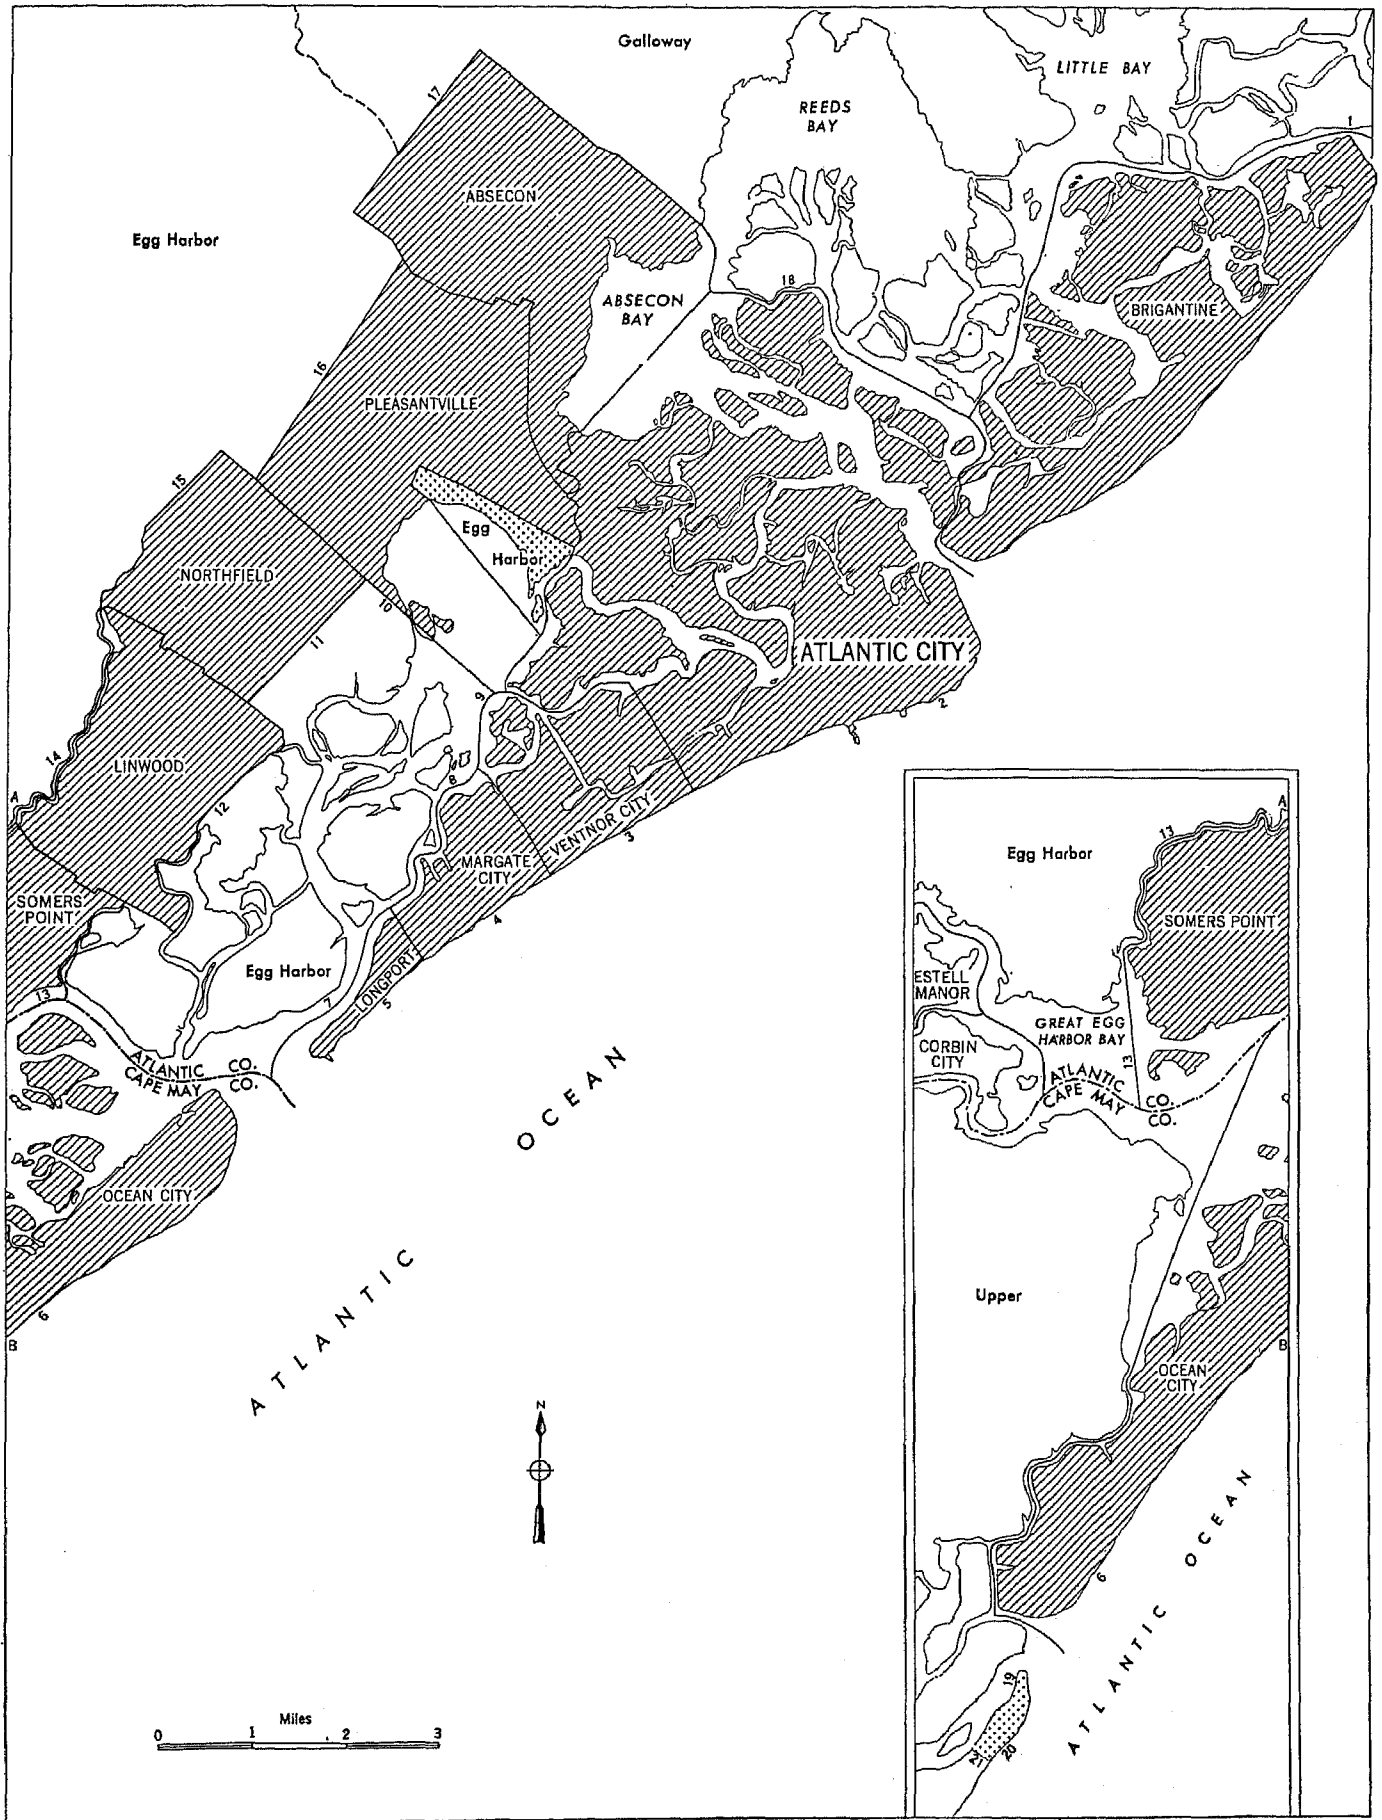 Galloway
LITTLE BAY
REEDS
BAY
17
1
ABSECON
Egg Harbor
18
ABSECON
BAY
BRIGANTINE
16
PLEASANTVILLE
15
Egg
Harbor
NORTHFIELD
10
11
ATLANTIC CITY
9
2
14
LINWOOD
8
A
12
VENTNOR CITY
3
MARGATE
CITY
4
SOMERS
POINT
Egg Harbor
LONGPORT
5
7
13
ATLANTIC CO.
CAPE MAY CO.
OCEAN CITY
6
B
ATLANTIC OCEAN
N
Miles
0 1 2 3
A
13
Egg Harbor
SOMERS POINT
ESTELL
MANOR
GREAT EGG
HARBOR BAY
CORBIN
CITY
13
ATLANTIC CO.
CAPE MAY CO.
Upper
B
OCEAN
CITY
6
ATLANTIC OCEAN
19
20
21